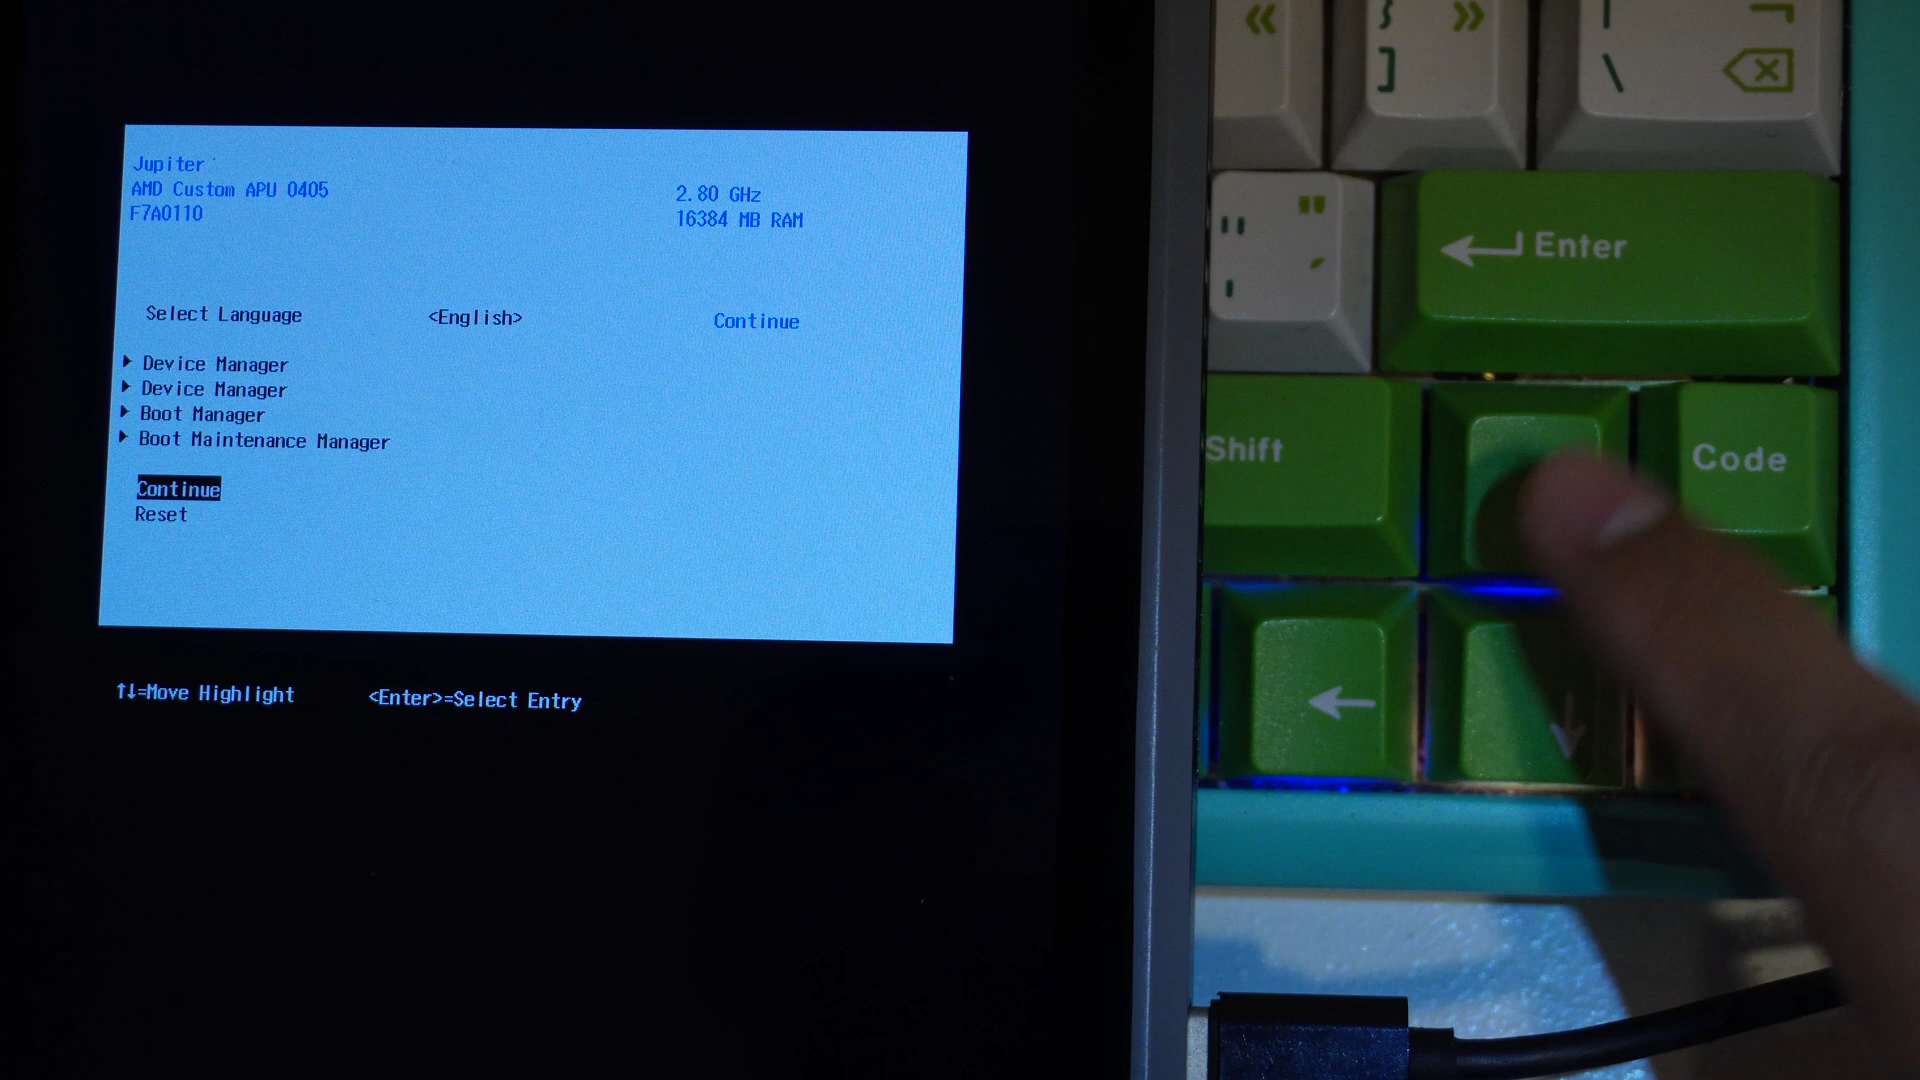 Jupiter
AMD Custom APU 0405
2.80 GHz
F7A0110
16384 MB RAM
Select Language
<English>
Continue
Device Manager
Device Manager
Boot Manager
Boot Maintenance Manager
Continue
Reset
↑↓=Move Highlight
<Enter>=Select Entry
«
} »
]
|
\
"
'
← Enter
Shift
Code
←
↓